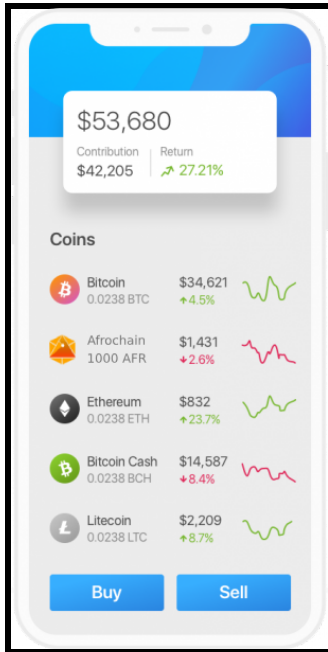 $53,680
Contribution Return
$42,205 27.21%
Coins
Bitcoin $34,621
0.0238 BTC 4.5%
Afrochain $1,431
1000 AFR 2.6%
Ethereum $832
0.0238 ETH 23.7%
Bitcoin Cash $14,587
0.0238 BCH 8.4%
Litecoin $2,209
0.0238 LTC 8.7%
Buy Sell